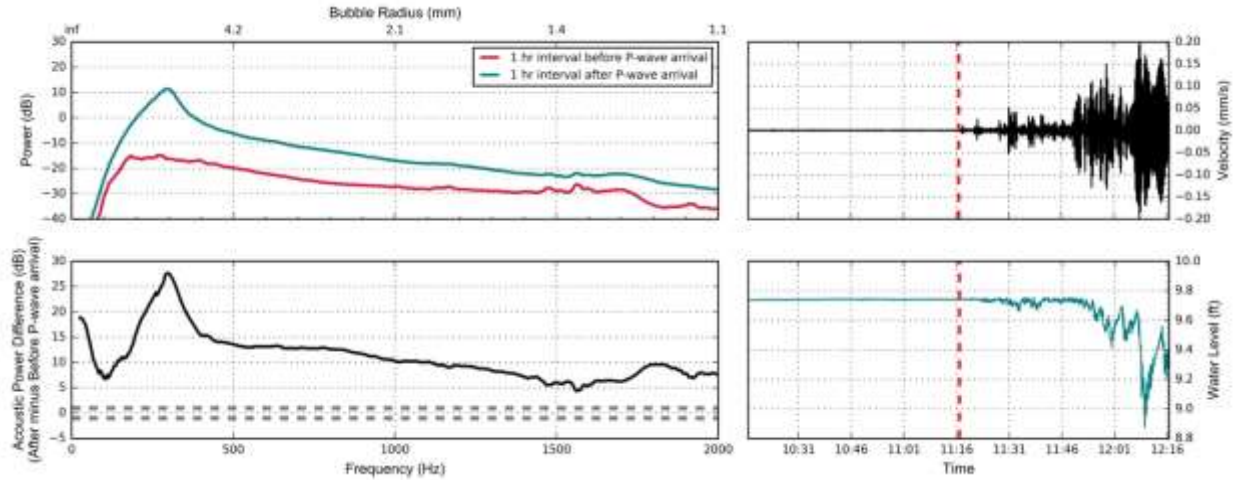 Bubble Radius (mm)
inf 4.2 2.1 1.4 1.1
30
20
10
0
−10
−20
−30
−40
Power (dB)
1 hr interval before P-wave arrival
1 hr interval after P-wave arrival
0.20
0.15
0.10
0.05
0.00
−0.05
−0.10
−0.15
−0.20
Velocity (mm/s)
30
25
20
15
10
5
0
−5
Acoustic Power Difference (dB)
(After minus Before P-wave arrival)
0 500 1000 1500 2000
Frequency (Hz)
10.0
9.8
9.6
9.4
9.2
9.0
8.8
Water Level (ft)
10:31 10:46 11:01 11:16 11:31 11:46 12:01 12:16
Time